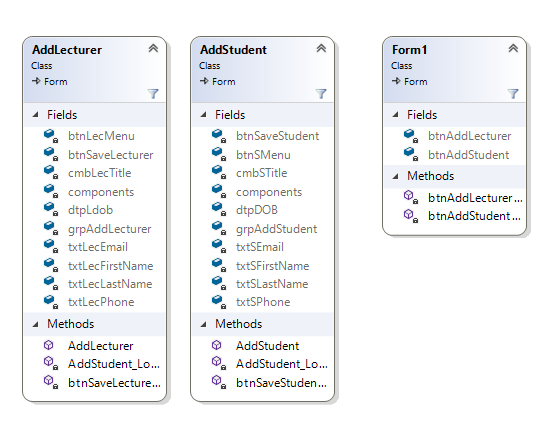 AddLecturer
Class
Form
Fields
btnLecMenu
btnSaveLecturer
cmbLecTitle
components
dtpLdob
grpAddLecturer
txtLecEmail
txtLecFirstName
txtLecLastName
txtLecPhone
Methods
AddLecturer
AddStudent_Lo...
btnSaveLecture...
AddStudent
Class
Form
Fields
btnSaveStudent
btnSMenu
cmbSTitle
components
dtpDOB
grpAddStudent
txtSEmail
txtSFirstName
txtSLastName
txtSPhone
Methods
AddStudent
AddStudent_Lo...
btnSaveStuden...
Form1
Class
Form
Fields
btnAddLecturer
btnAddStudent
Methods
btnAddLecturer...
btnAddStudent...